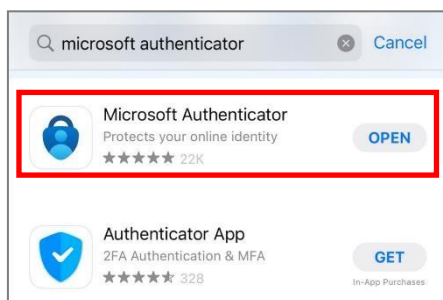 microsoft authenticator Cancel
Microsoft Authenticator
Protects your online identity
OPEN
22K
Authenticator App
2FA Authentication & MFA
GET
328
In-App Purchases